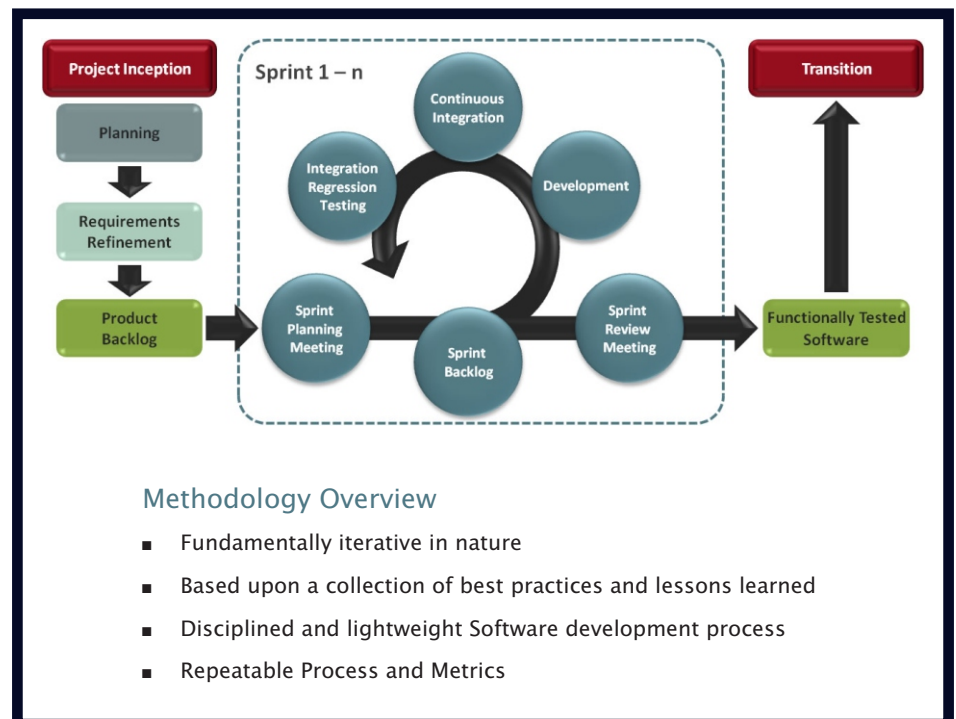 Project Inception
Planning
Requirements
Refinement
Product
Backlog
Sprint 1 – n
Continuous
Integration
Integration
Regression
Testing
Development
Sprint
Planning
Meeting
Sprint
Backlog
Sprint
Review
Meeting
Transition
Functionally Tested
Software
Methodology Overview
■ Fundamentally iterative in nature
■ Based upon a collection of best practices and lessons learned
■ Disciplined and lightweight Software development process
■ Repeatable Process and Metrics